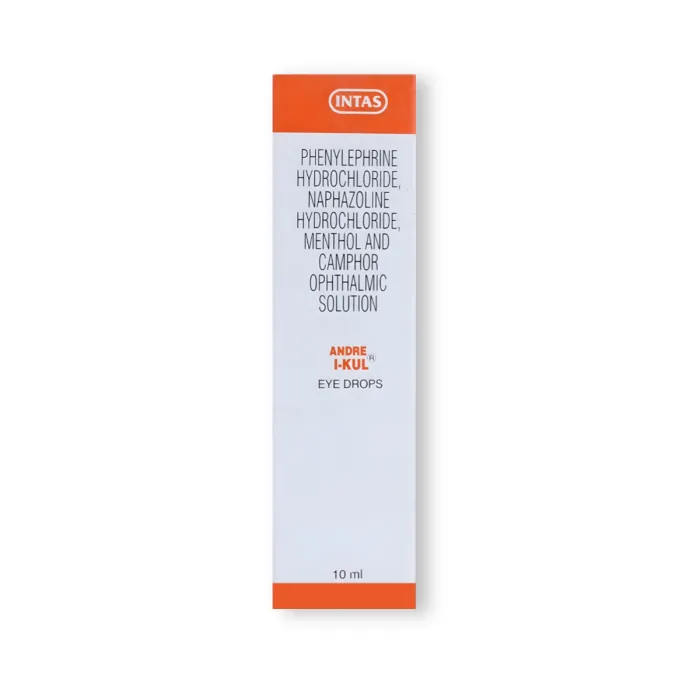 INTAS
PHENYLEPHRINE
HYDROCHLORIDE,
NAPHAZOLINE
HYDROCHLORIDE,
MENTHOL AND
CAMPHOR
OPHTHALMIC
SOLUTION
ANDRE
I-KUL®
EYE DROPS
10 ml